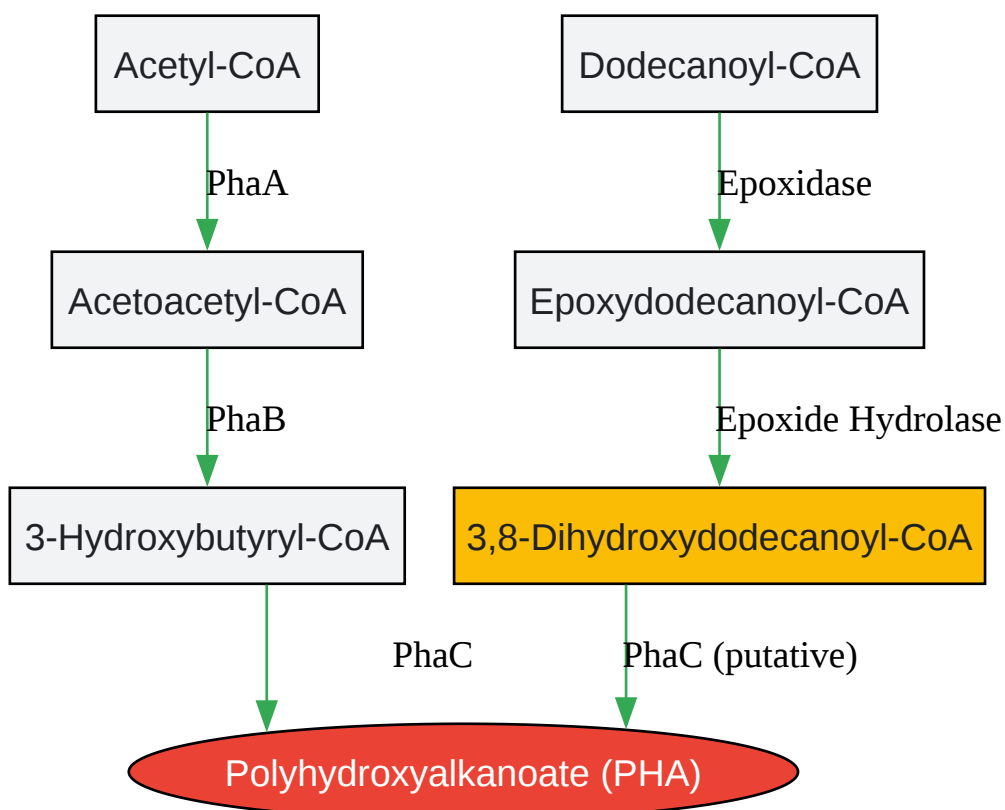 Acetyl-CoA
Dodecanoyl-CoA
PhaA
Epoxidase
Acetoacetyl-CoA
Epoxydodecanoyl-CoA
PhaB
Epoxide Hydrolase
3-Hydroxybutyryl-CoA
3,8-Dihydroxydodecanoyl-CoA
PhaC
PhaC (putative)
Polyhydroxyalkanoate (PHA)